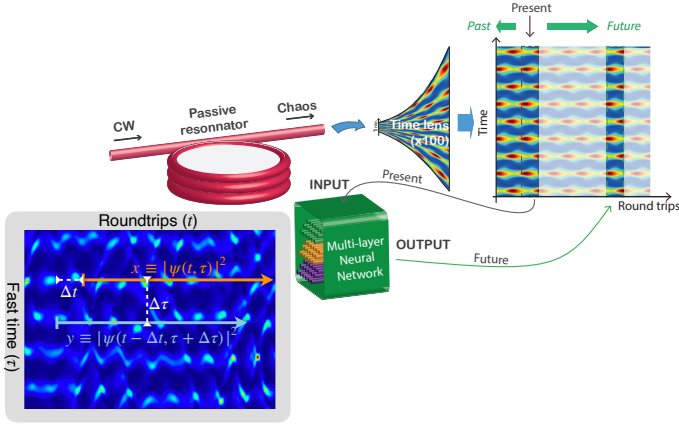 Present
Past
Future
CW
Passive
resonnator
Chaos
Time lens
(x100)
Time
Round trips
Present
INPUT
Multi-layer
Neural
Network
OUTPUT
Future
Roundtrips (t)
Fast time (τ)
x ≡ |ψ(t, τ)|²
Δt
Δτ
y ≡ |ψ(t − Δt, τ + Δτ)|²